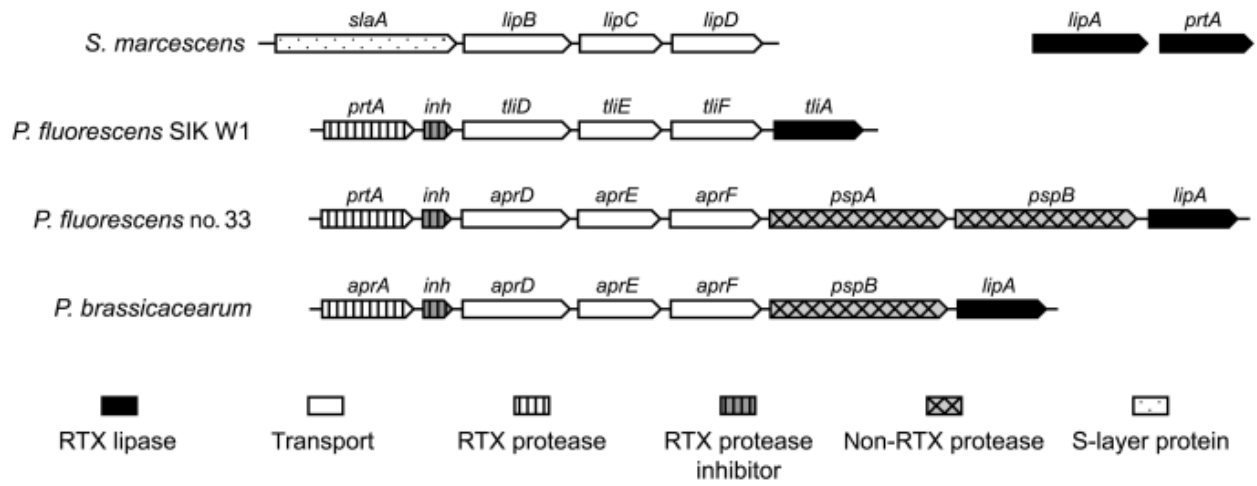 slaA lipB lipC lipD lipA prtA
S. marcescens
prtA inh tliD tliE tliF tliA
P. fluorescens SIK W1
prtA inh aprD aprE aprF pspA pspB lipA
P. fluorescens no. 33
aprA inh aprD aprE aprF pspB lipA
P. brassicacearum
RTX lipase Transport RTX protease RTX protease Non-RTX protease S-layer protein
inhibitor